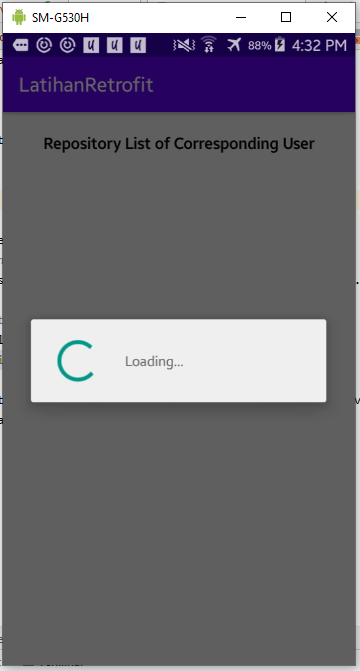 SM-G530H
88% 4:32 PM
LatihanRetrofit
Repository List of Corresponding User
Loading...